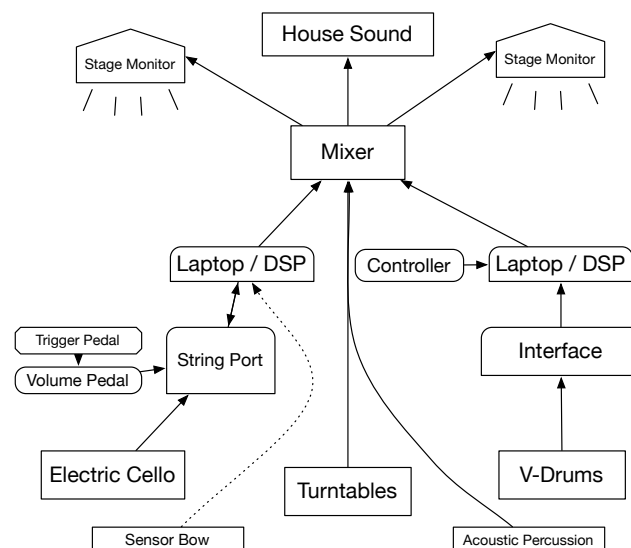 House Sound
Stage Monitor
Stage Monitor
Mixer
Laptop / DSP
Controller
Laptop / DSP
Trigger Pedal
Volume Pedal
String Port
Interface
Electric Cello
Turntables
V-Drums
Sensor Bow
Acoustic Percussion